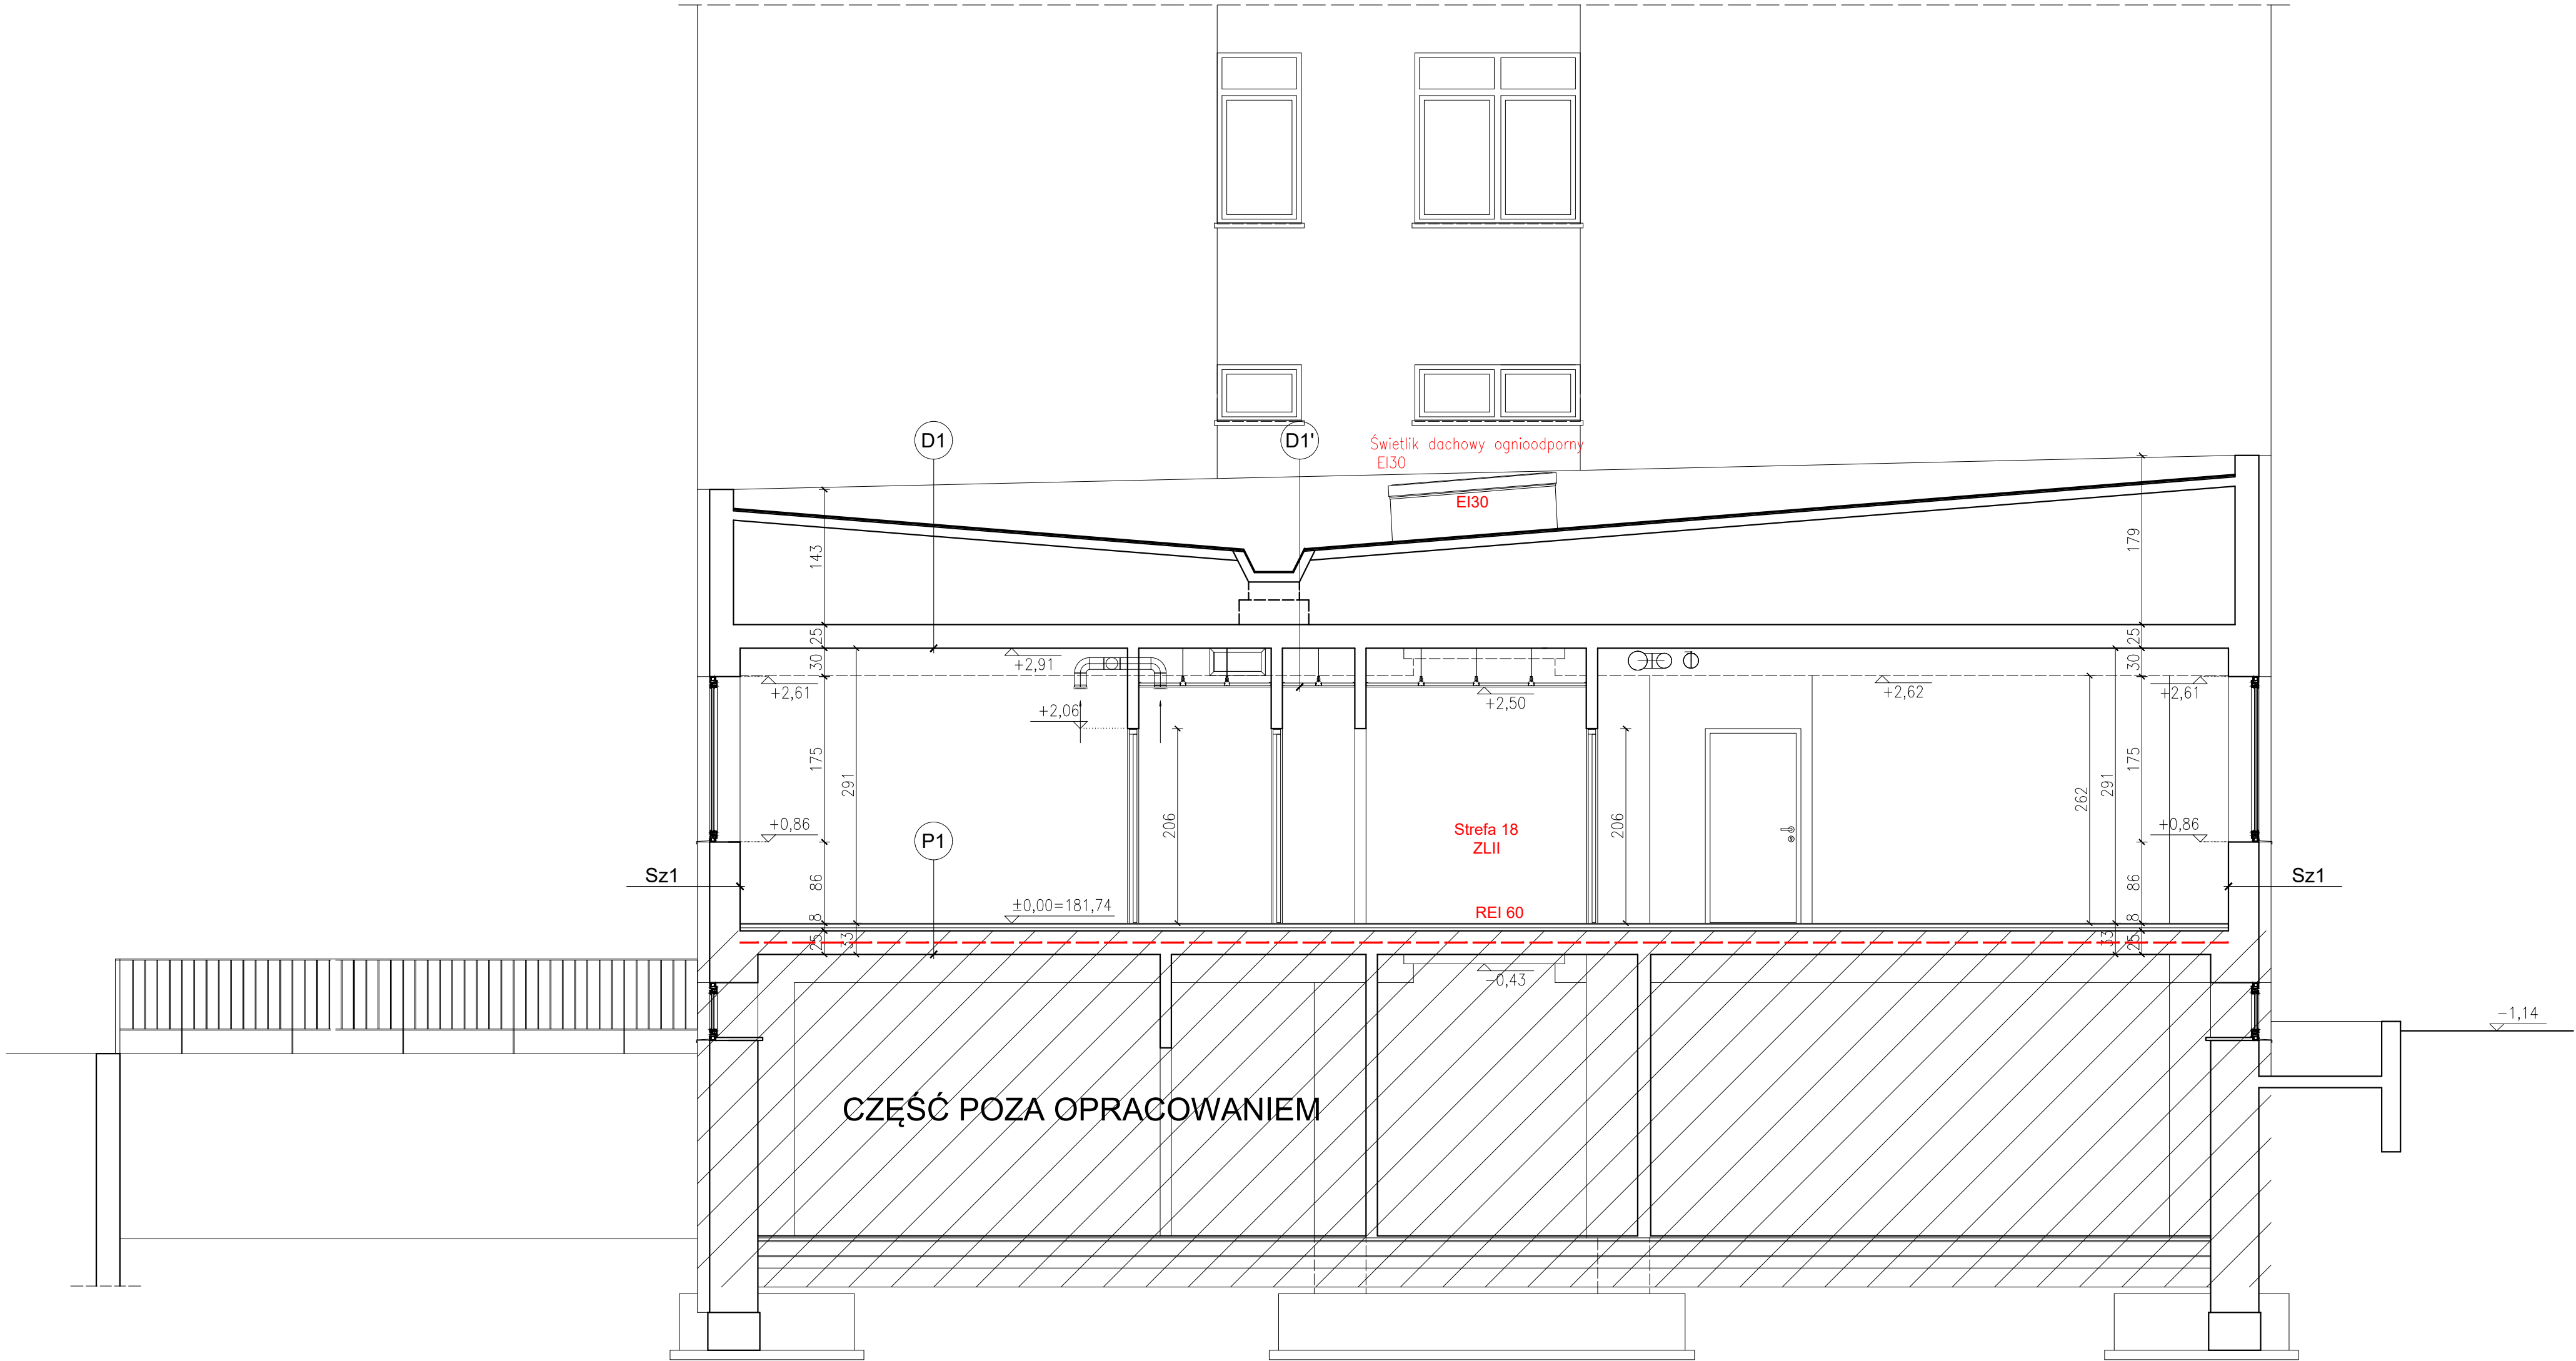 D1
D1'
Świetlik dachowy ognioodporny
EI30
EI30
143
179
25
25
30
30
+2,91
+2,61
+2,06
+2,50
+2,62
+2,61
175
291
206
206
262
291
175
+0,86
+0,86
Strefa 18
ZLII
P1
Sz1
Sz1
86
86
±0,00=181,74
REI 60
8
8
25
33
33
25
-0,43
-1,14
CZĘŚĆ POZA OPRACOWANIEM